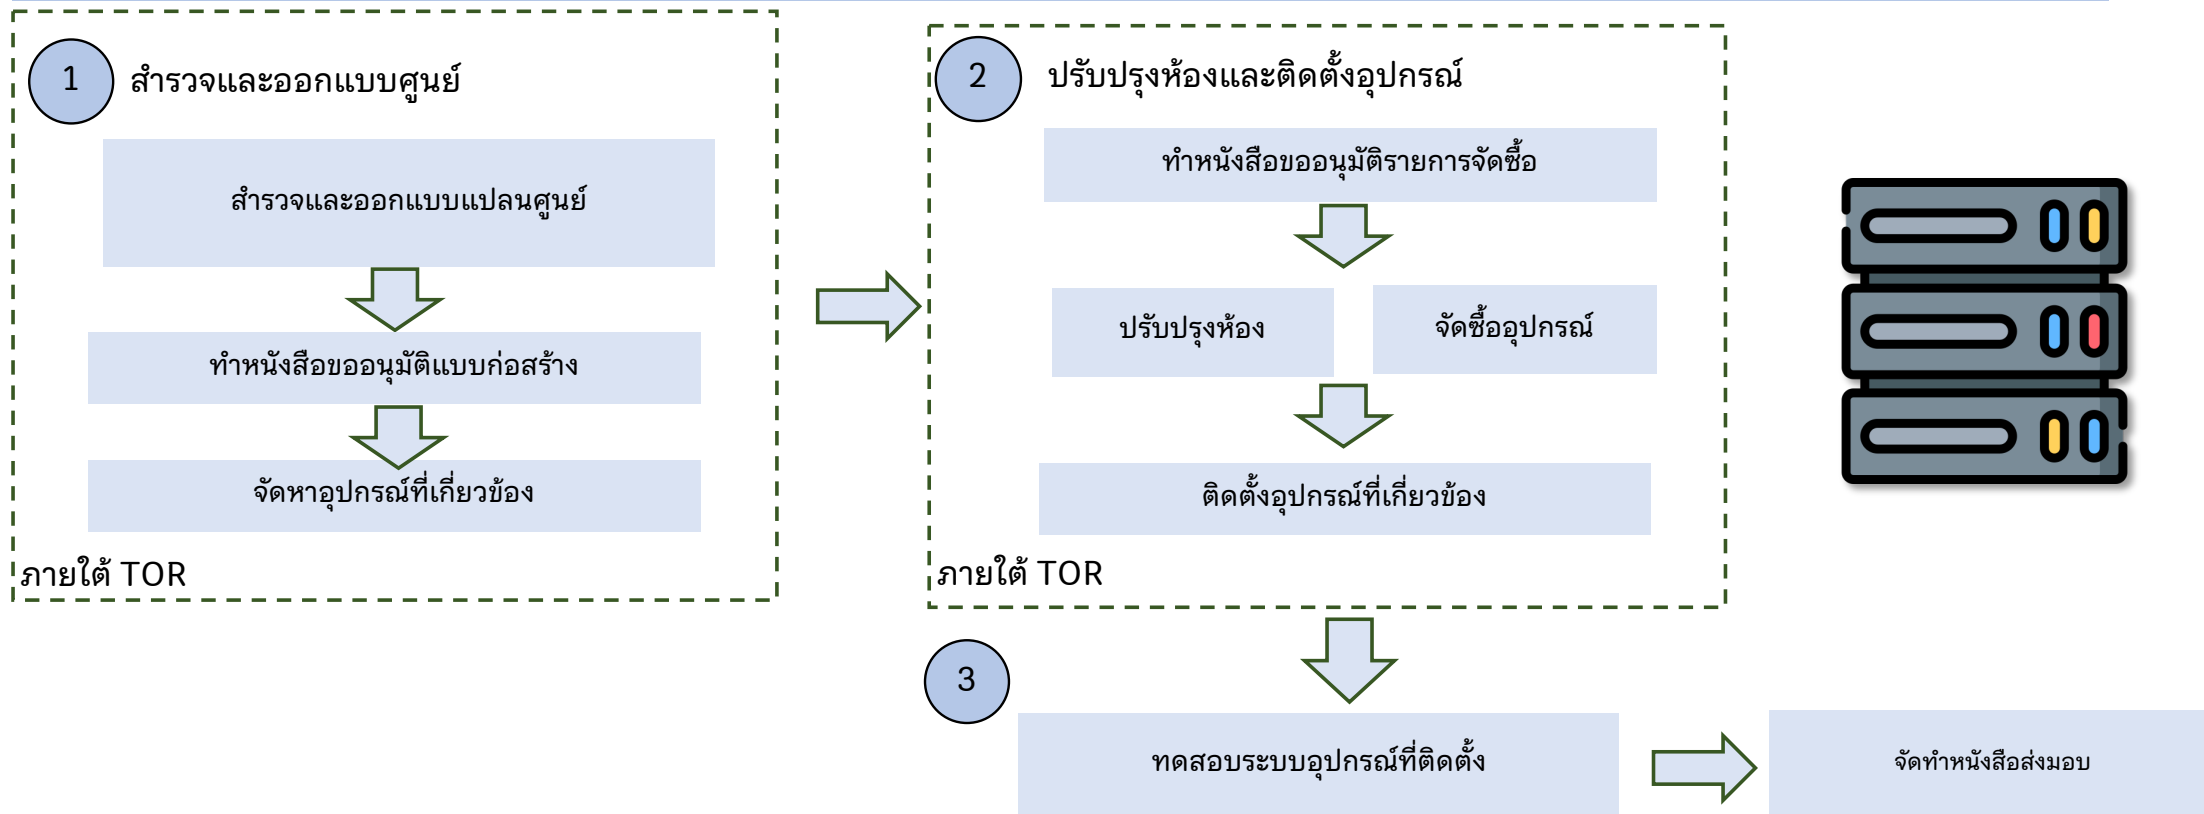 1
สำรวจและออกแบบศูนย์
สำรวจและออกแบบแปลนศูนย์
ทำหนังสือขออนุมัติแบบก่อสร้าง
จัดหาอุปกรณ์ที่เกี่ยวข้อง
ภายใต้ TOR
2
ปรับปรุงห้องและติดตั้งอุปกรณ์
ทำหนังสือขออนุมัติรายการจัดซื้อ
ปรับปรุงห้อง
จัดซื้ออุปกรณ์
ติดตั้งอุปกรณ์ที่เกี่ยวข้อง
ภายใต้ TOR
3
ทดสอบระบบอุปกรณ์ที่ติดตั้ง
จัดทำหนังสือส่งมอบ